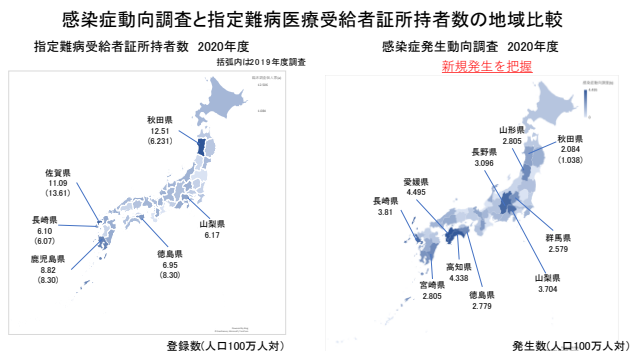 感染症動向調査と指定難病医療受給者証所持者数の地域比較
指定難病受給者証所持者数 2020年度
括弧内は2019年度調査
秋田県
12.51
(6.231)
佐賀県
11.09
(13.61)
長崎県
6.10
(6.07)
鹿児島県
8.82
(8.30)
徳島県
6.95
(8.30)
山梨県
6.17
登録数(人口100万人対)
感染症発生動向調査 2020年度
新規発生を把握
山形県
2.805
秋田県
2.084
(1.038)
長野県
3.096
愛媛県
4.495
長崎県
3.81
群馬県
2.579
山梨県
3.704
高知県
4.338
徳島県
2.779
宮崎県
2.805
発生数(人口100万人対)